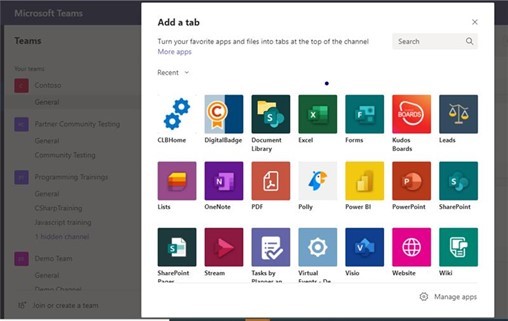 Microsoft Teams
Teams
Your teams
Contoso
General
Partner Community Testing
Community Testing
Programming Trainings
General
CSharpTraining
Javascript training
1 hidden channel
Demo Team
General
Join or create a team
Add a tab
Turn your favorite apps and files into tabs at the top of the channel
More apps
Search
Recent
CLBHome
DigitalBadge
Document Library
Excel
Forms
Kudos Boards
Leads
Lists
OneNote
PDF
Polly
Power BI
PowerPoint
SharePoint
SharePoint Pages
Stream
Tasks by Planner an
Virtual Events - De
Visio
Website
Wiki
Manage apps